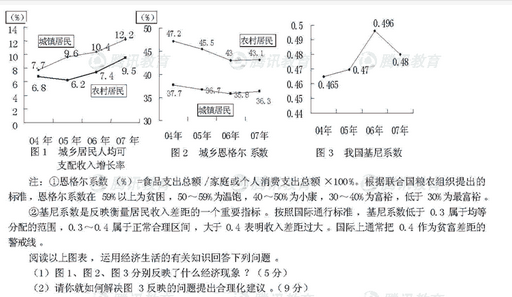 (%)
14
12
10
8
6
4
2
0
城镇居民
7.7
9.6
10.4
12.2
6.8
6.2
7.4
9.5
农村居民
04年 05年 06年 07年
图1 城乡居民人均可
支配收入增长率
(%)
50
45
40
35
30
47.2
45.5
43
43.1
农村居民
37.7
36.7
35.8
36.3
城镇居民
04年 05年 06年 07年
图2 城乡恩格尔系数
0.5
0.49
0.48
0.47
0.46
0.45
0.44
0.465
0.47
0.496
0.48
04年 05年 06年 07年
图3 我国基尼系数
注:①恩格尔系数(%)=食品支出总额/家庭或个人消费支出总额×100%。根据联合国粮农组织提出的
标准,恩格尔系数在 59%以上为贫困,50~59%为温饱,40~50%为小康,30~40%为富裕,低于 30%为最富裕。
②基尼系数是反映衡量居民收入差距的一个重要指标。按照国际通行标准,基尼系数低于 0.3 属于均等
分配的范围,0.3~0.4 属于正常合理区间,大于 0.4 表明收入差距过大。国际上通常把 0.4 作为贫富差距的
警戒线。
阅读以上图表,运用经济生活的有关知识回答下列问题。
(1)图1、图2、图3分别反映了什么经济现象?(5分)
(2)请你就如何解决图 3 反映的问题提出合理化建议。(9分)